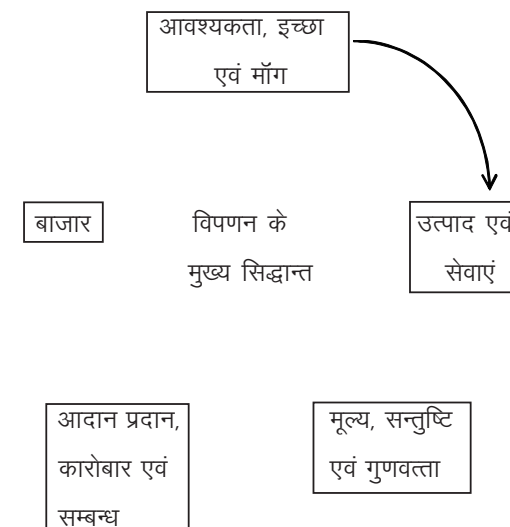 आवश्यकता, इच्छा
एवं मॉंग
बाजार
विपणन के
मुख्य सिद्धान्त
उत्पाद एवं
सेवाएं
आदान प्रदान,
कारोबार एवं
सम्बन्ध
मूल्य, सन्तुष्टि
एवं गुणवत्ता